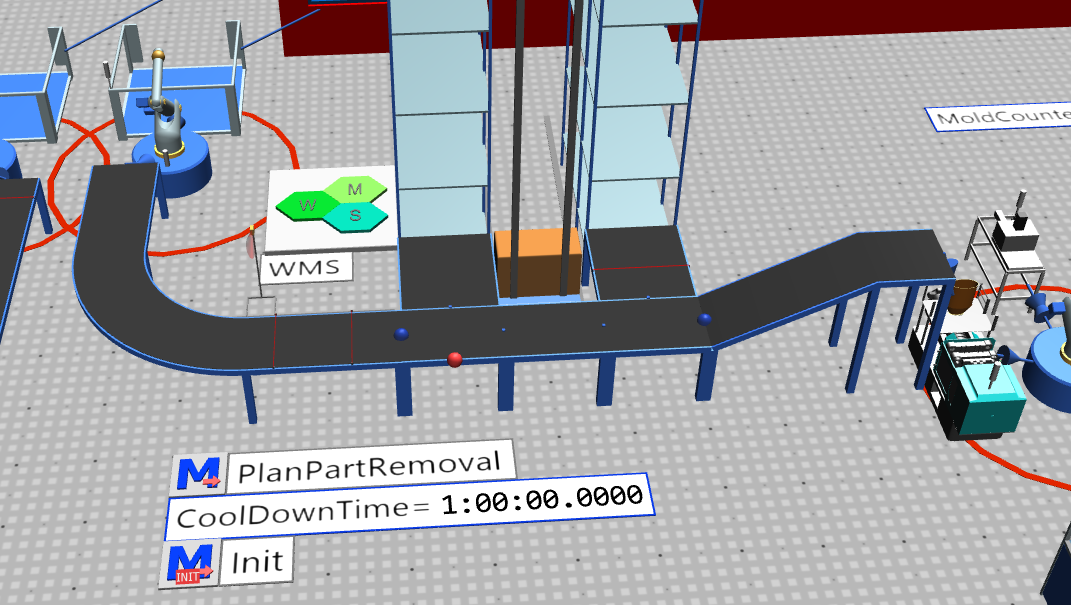 MoldCounte
M
W
S
WMS
M PlanPartRemoval
CoolDownTime= 1:00:00.0000
M INIT Init